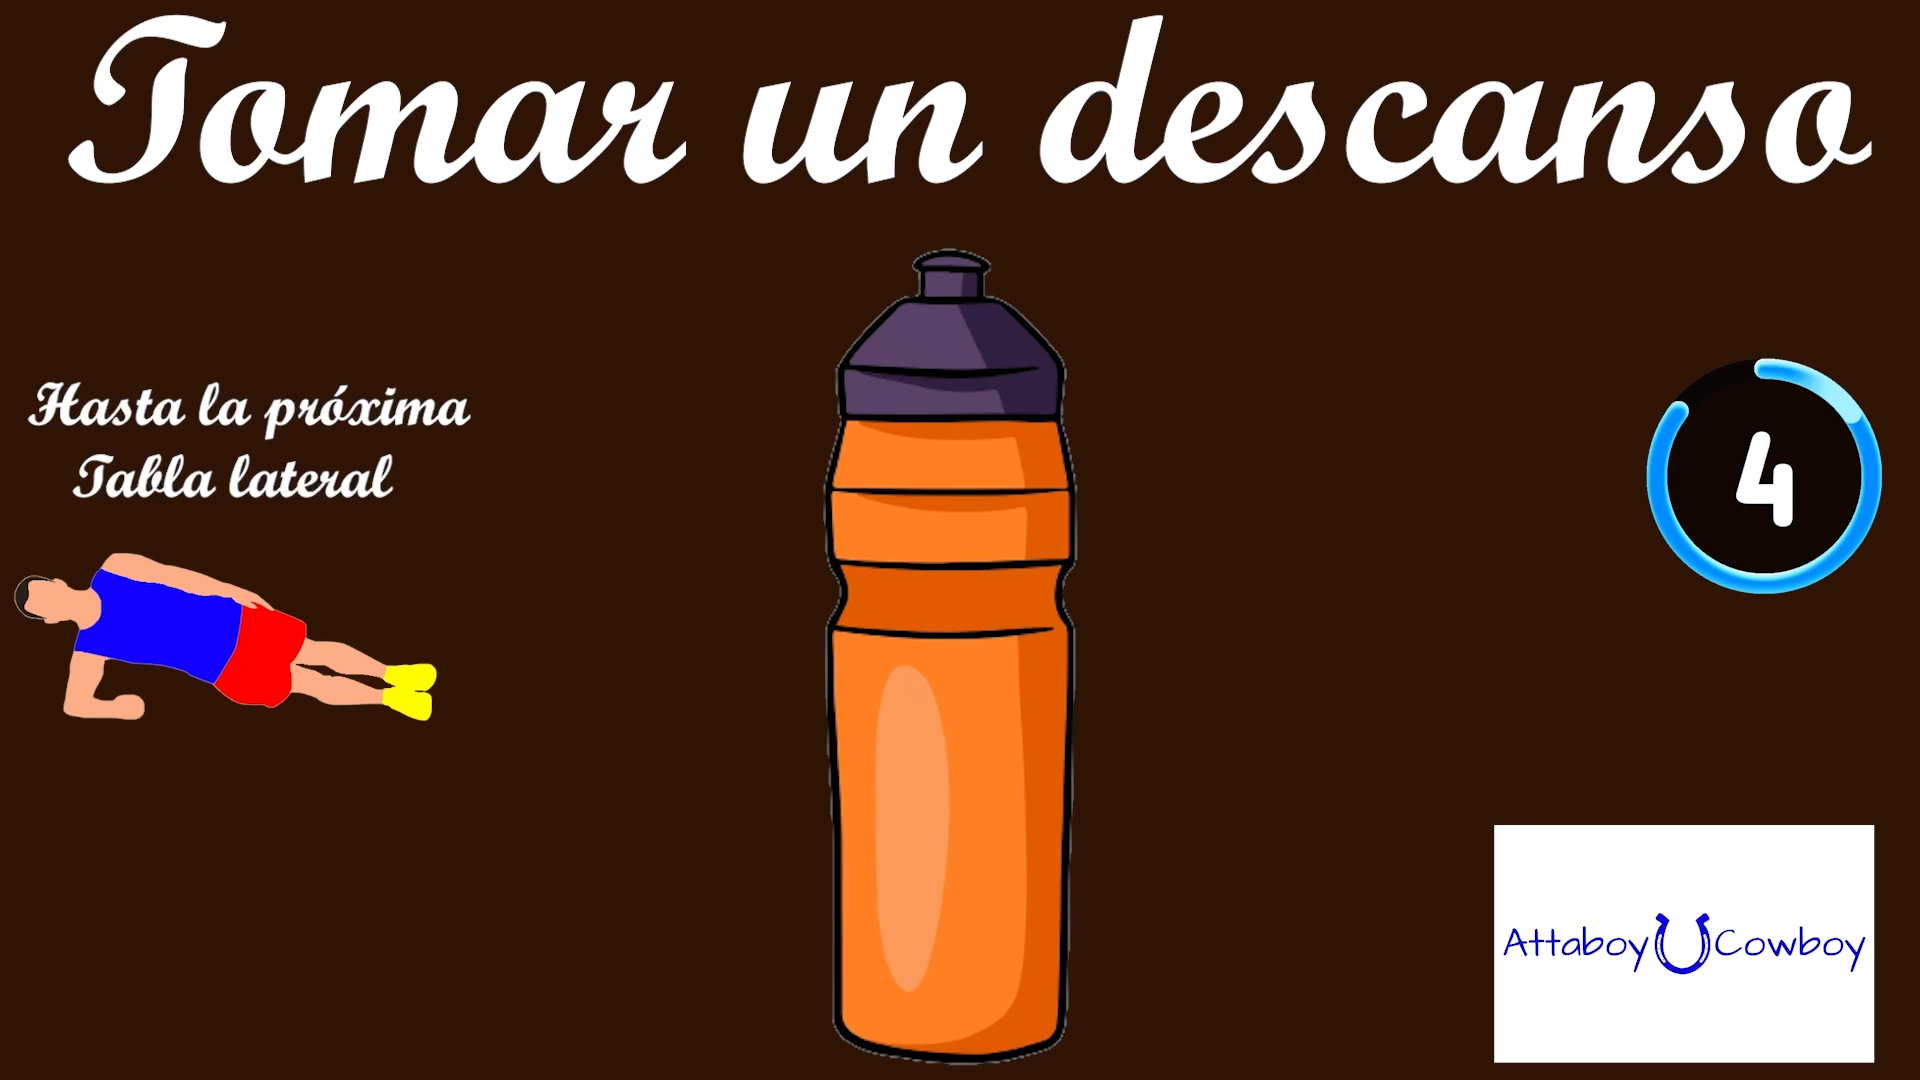 Tomar un descanso
Hasta la próxima
Tabla lateral
4
Attaboy Cowboy